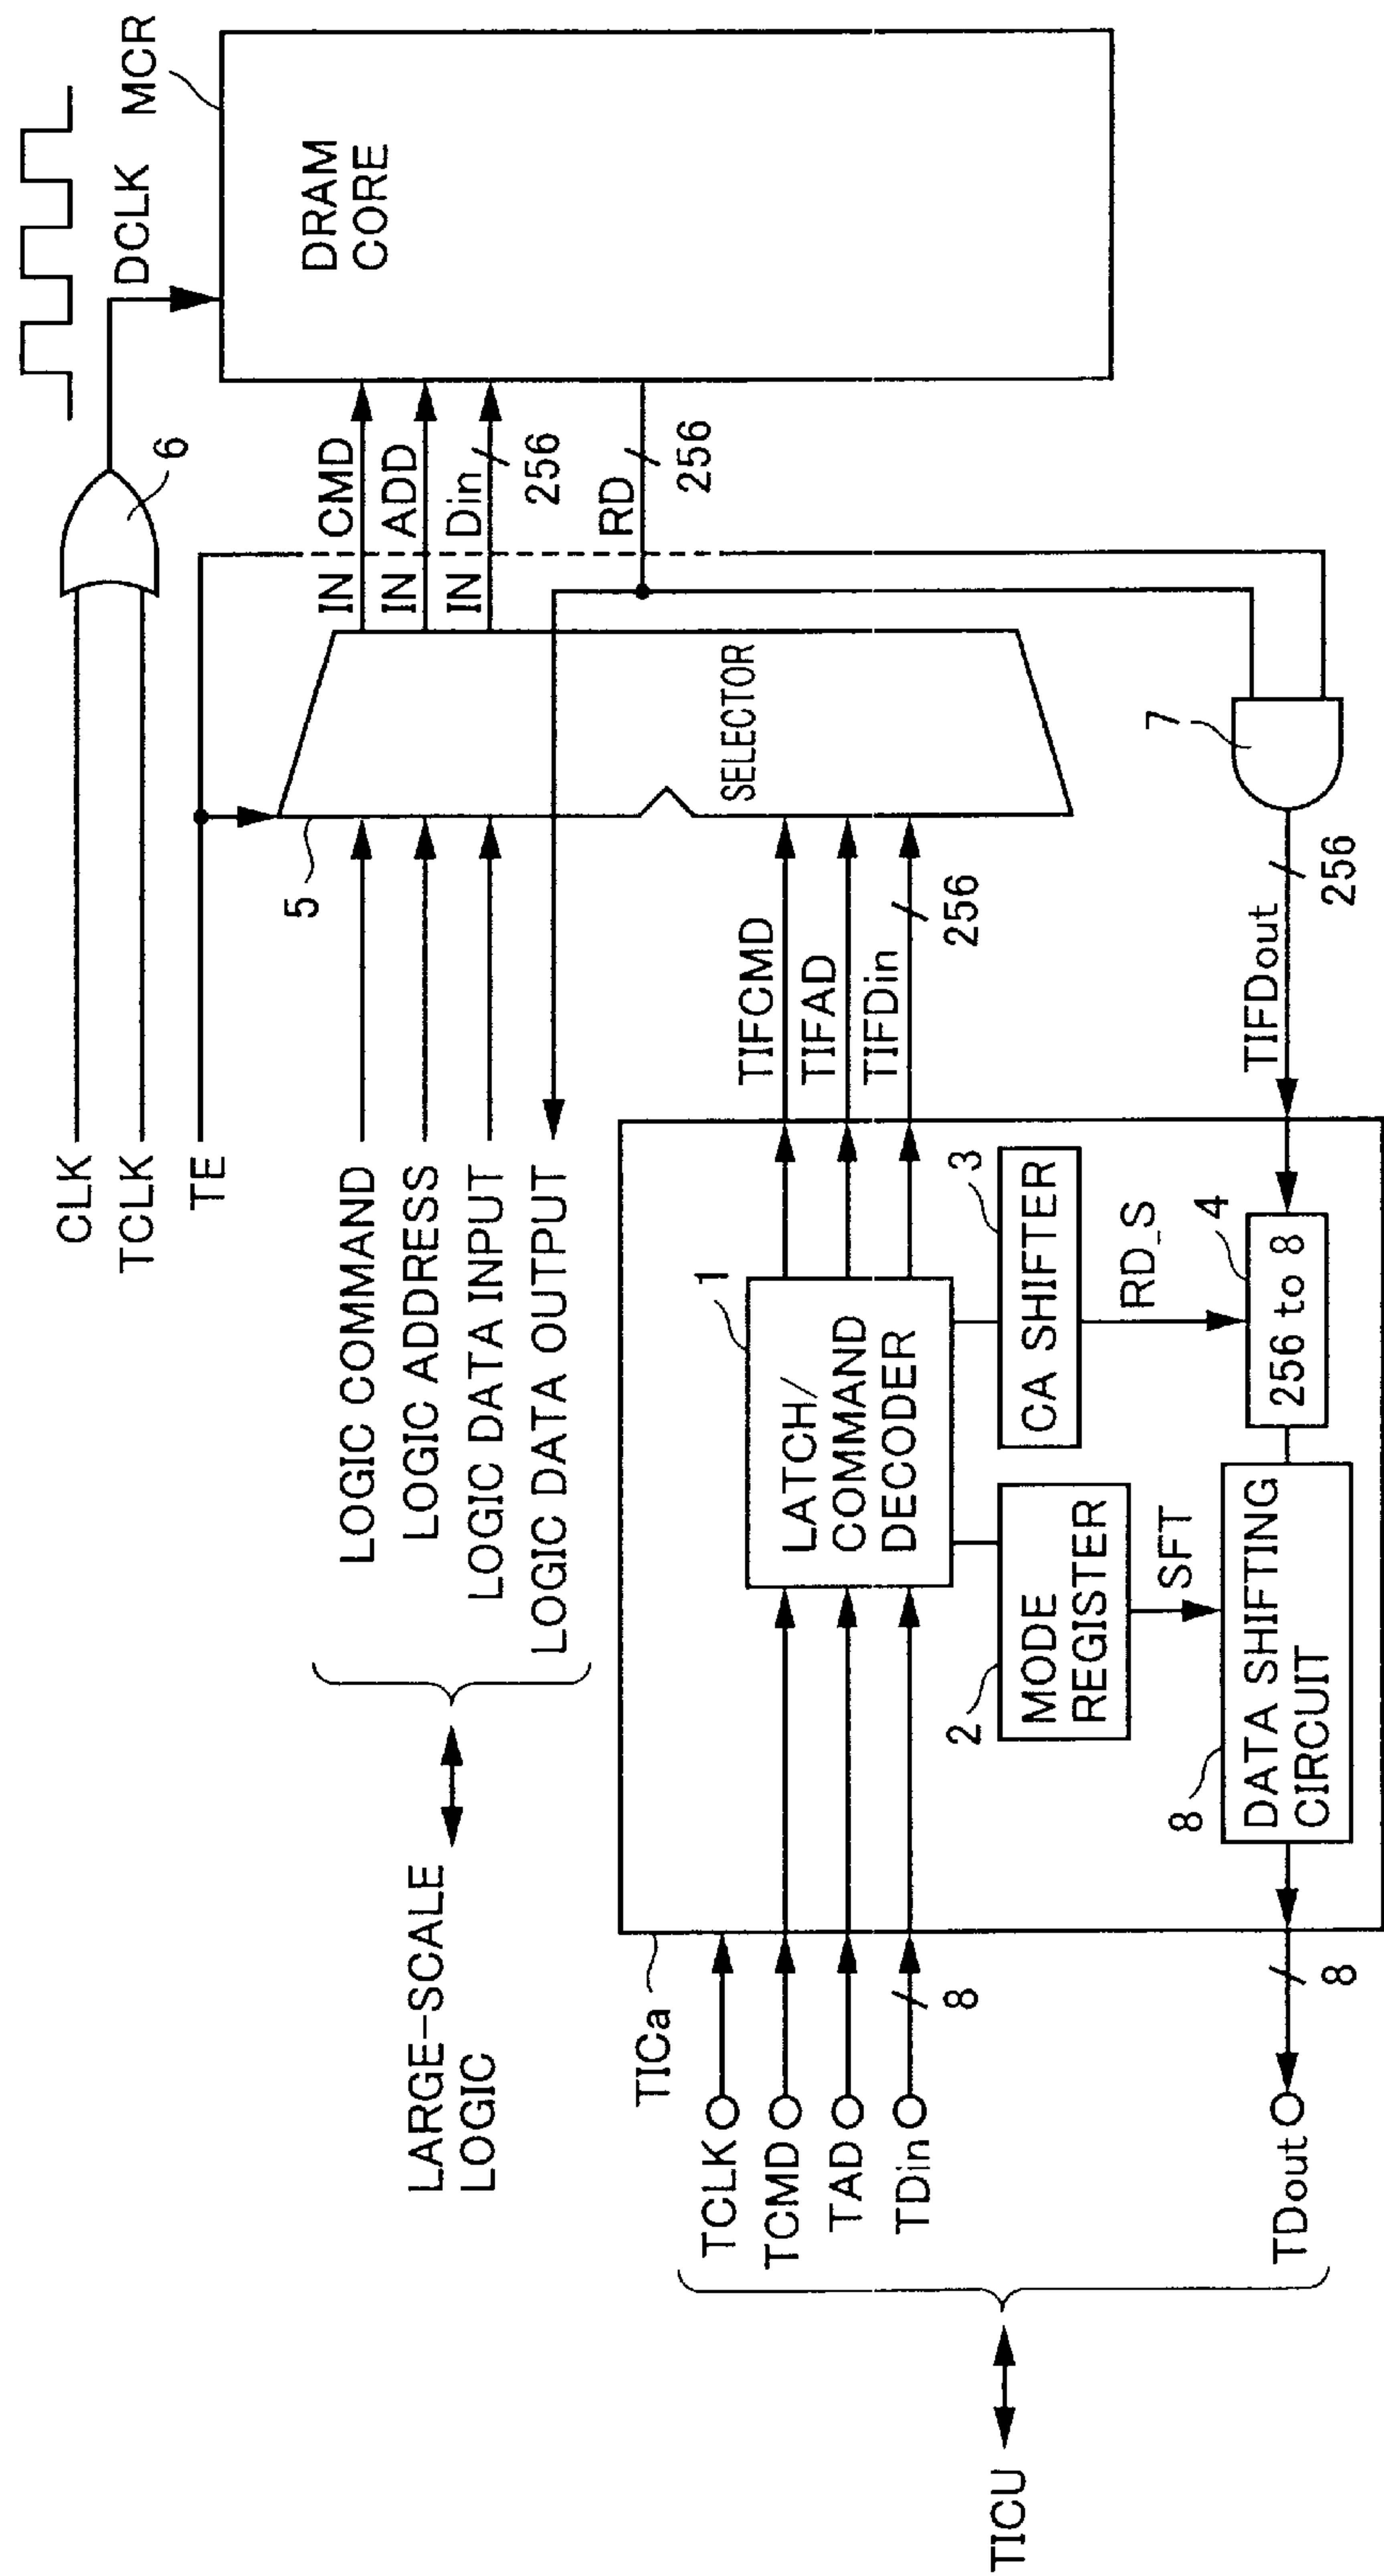 CLK
TCLK
TE
6
DCLK
MCR
DRAM
CORE
LOGIC COMMAND
LOGIC ADDRESS
LOGIC DATA INPUT
LOGIC DATA OUTPUT
LARGE-SCALE
LOGIC
5
SELECTOR
IN CMD
IN ADD
IN Din
256
RD
256
TICa
TCLK
TCMD
TAD
TDin
8
TDout
8
TICU
1
LATCH/
COMMAND
DECODER
TIFCMD
TIFAD
TIFDin
256
2
MODE
REGISTER
SFT
3
CA SHIFTER
RD_S
4
256 to 8
8
DATA SHIFTING
CIRCUIT
TIFDout
256
7